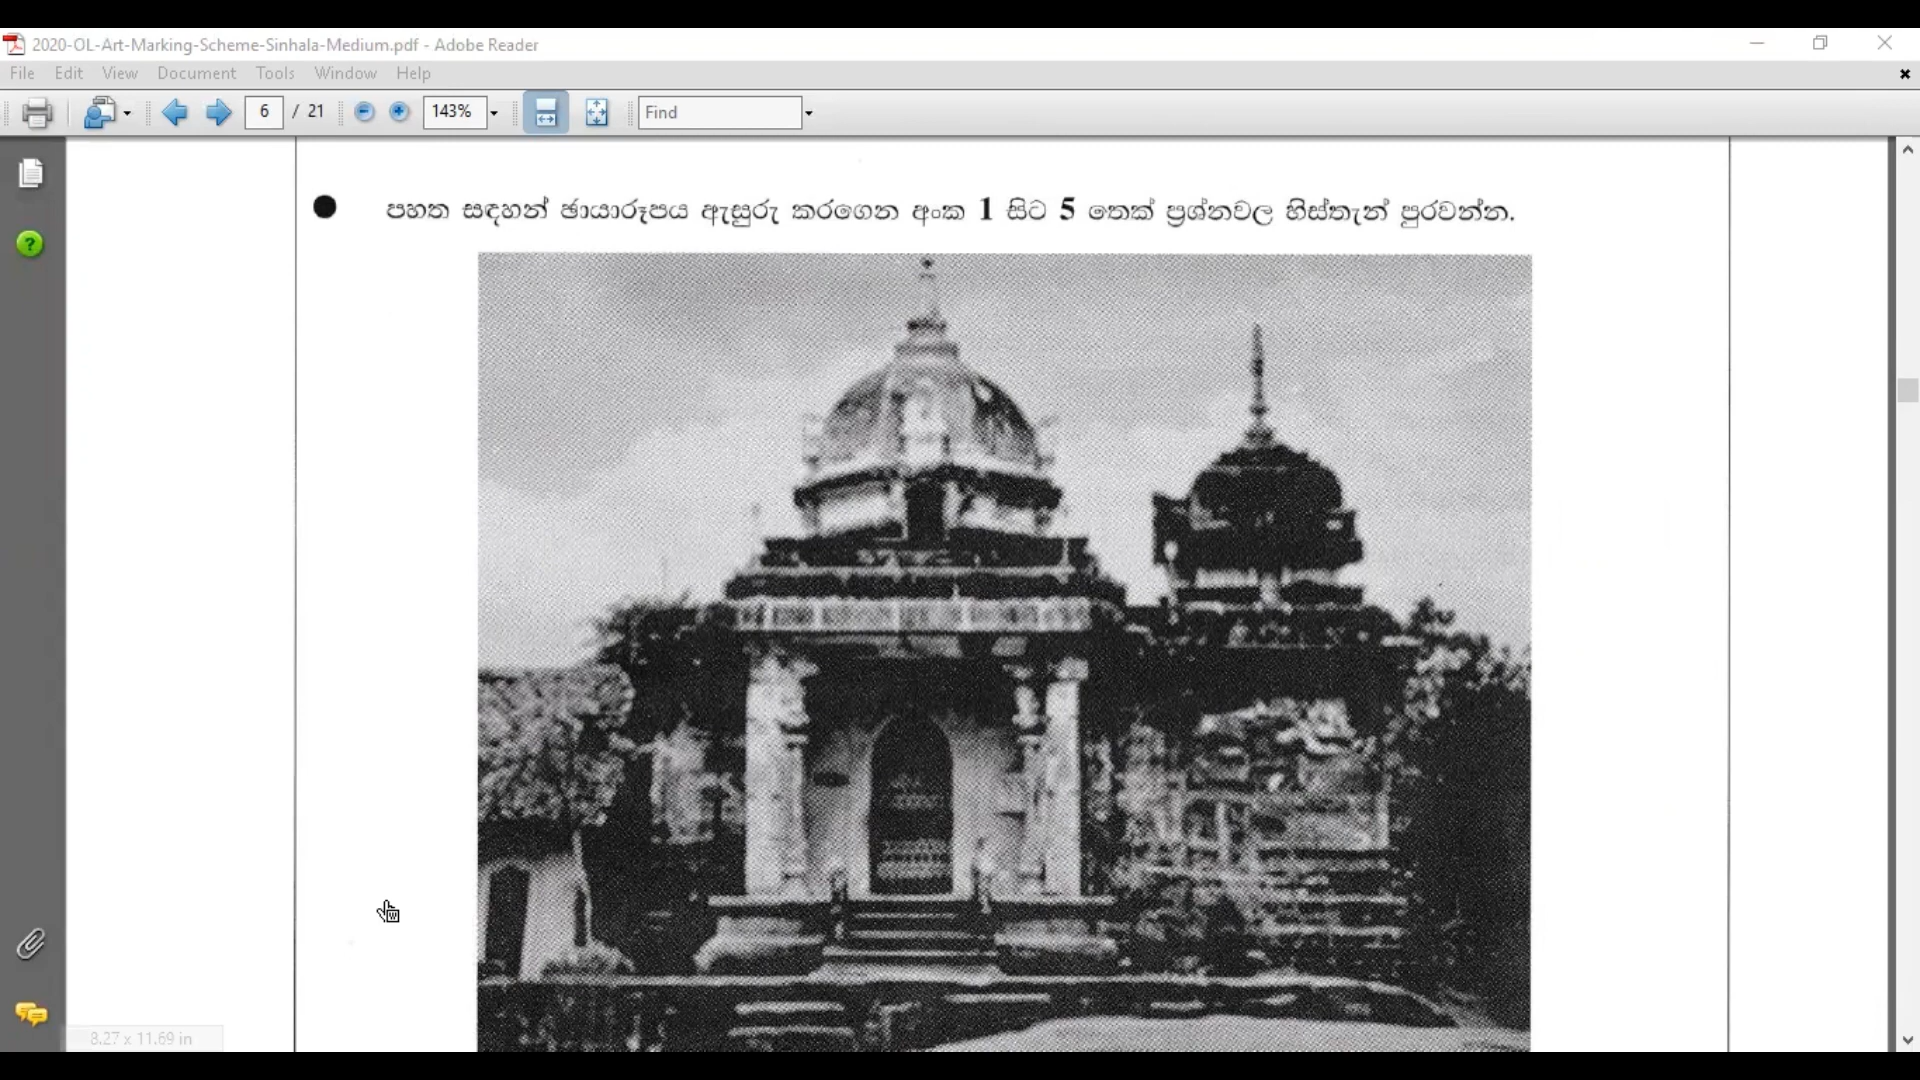 2020-OL-Art-Marking-Scheme-Sinhala-Medium.pdf - Adobe Reader
File Edit View Document Tools Window Help
6 / 21 143% Find
පහත සඳහන් ඡායාරූපය ඇසුරු කරගෙන අංක 1 සිට 5 තෙක් ප්‍රශ්නවල හිස්තැන් පුරවන්න.
8.27 x 11.69 in